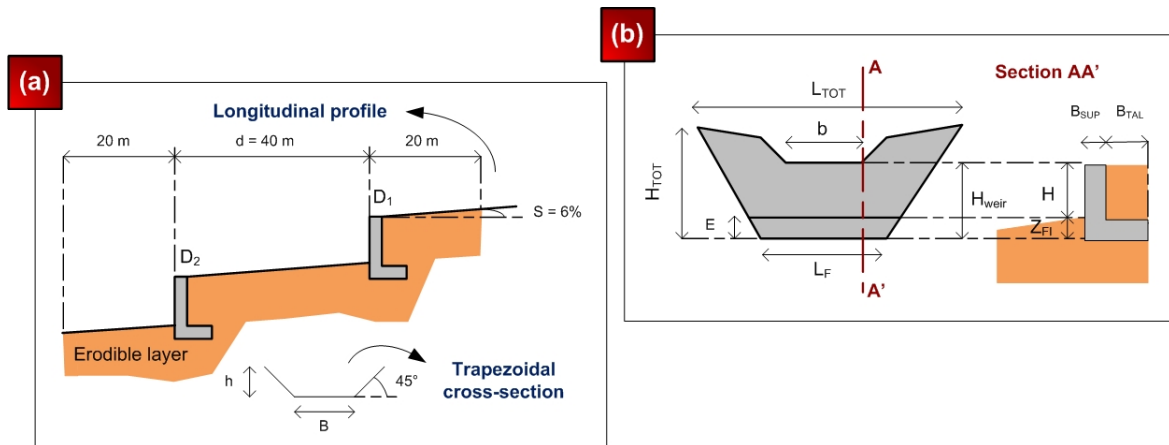 (a)
Longitudinal profile
20 m
d = 40 m
20 m
D1
S = 6%
D2
Erodible layer
h
45°
B
Trapezoidal
cross-section
(b)
A
Section AA’
LTOT
BSUP
BTAL
b
HTOT
Hweir
H
E
ZFI
LF
A’